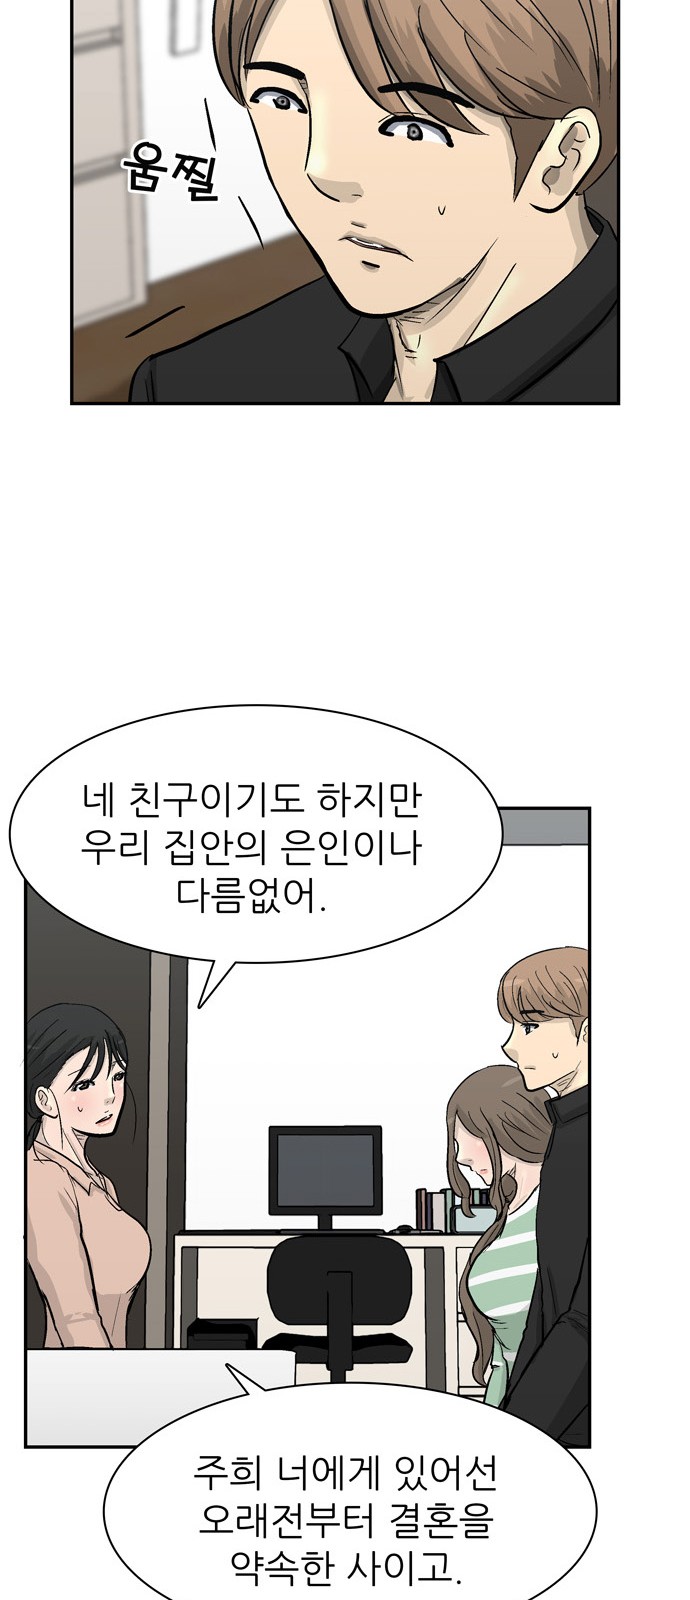 움찔
네 친구이기도 하지만
우리 집안의 은인이나
다름없어.
주희 너에게 있어선
오래전부터 결혼을
약속한 사이고.